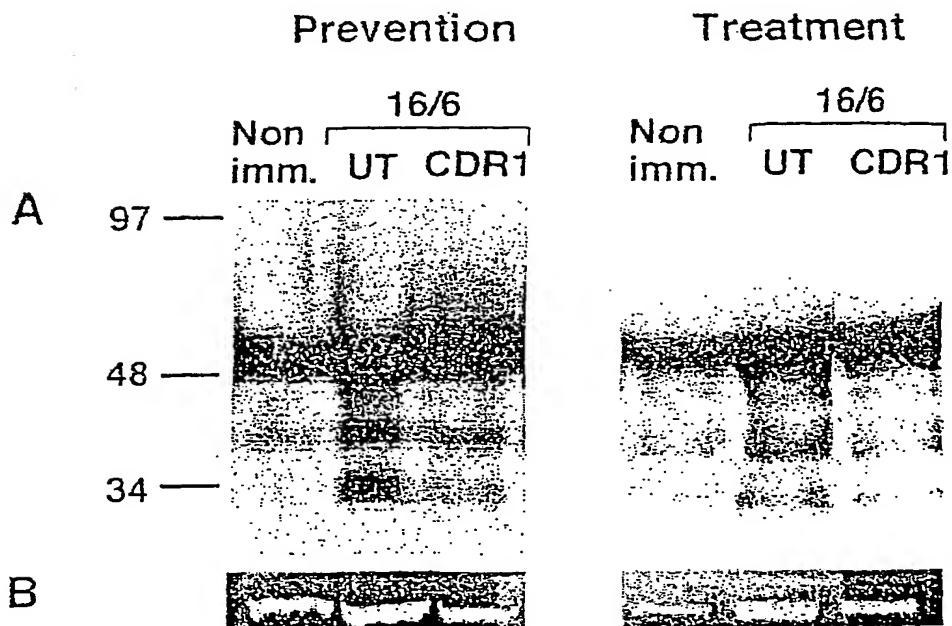 Prevention Treatment
16/6 16/6
Non imm. UT CDR1 Non imm. UT CDR1
A 97
48
34
B